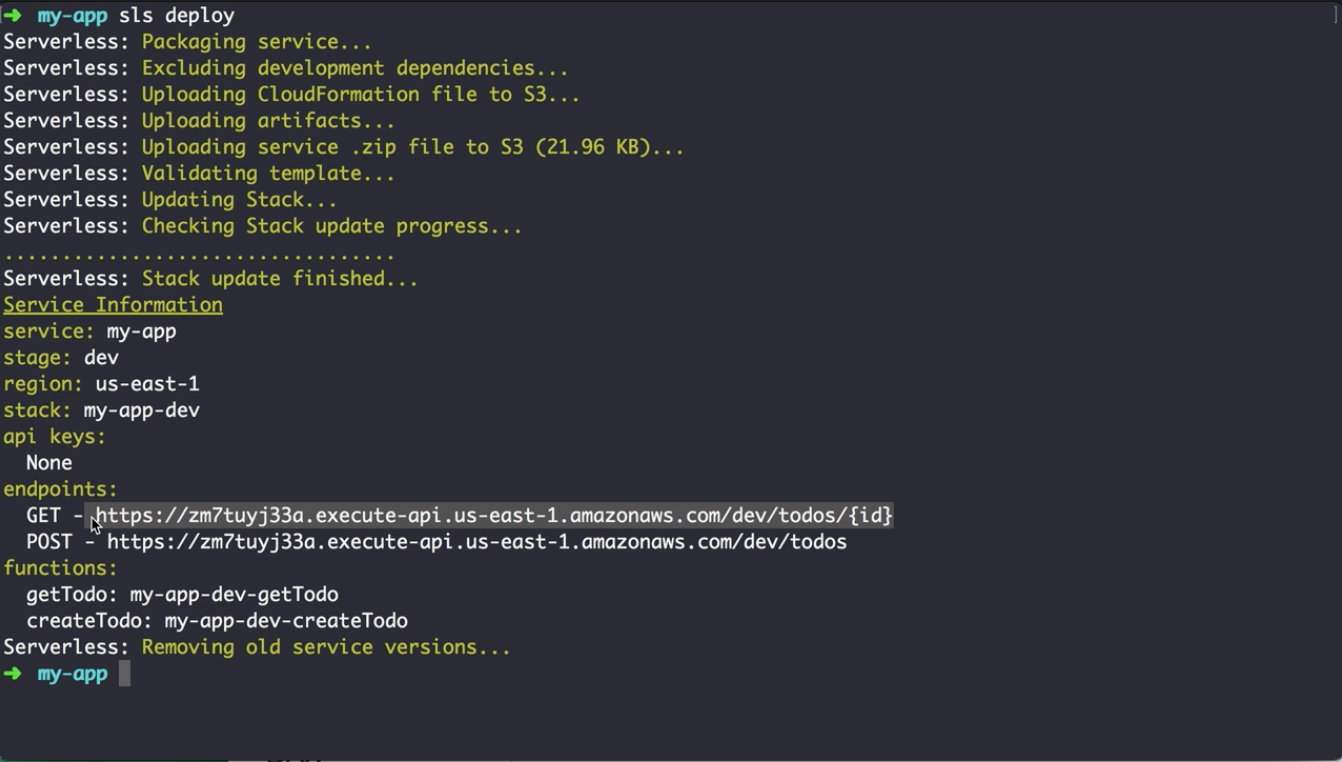 ➜ my-app sls deploy
Serverless: Packaging service...
Serverless: Excluding development dependencies...
Serverless: Uploading CloudFormation file to S3...
Serverless: Uploading artifacts...
Serverless: Uploading service .zip file to S3 (21.96 KB)...
Serverless: Validating template...
Serverless: Updating Stack...
Serverless: Checking Stack update progress...
..................................
Serverless: Stack update finished...
Service Information
service: my-app
stage: dev
region: us-east-1
stack: my-app-dev
api keys:
  None
endpoints:
  GET - https://zm7tuyj33a.execute-api.us-east-1.amazonaws.com/dev/todos/{id}
  POST - https://zm7tuyj33a.execute-api.us-east-1.amazonaws.com/dev/todos
functions:
  getTodo: my-app-dev-getTodo
  createTodo: my-app-dev-createTodo
Serverless: Removing old service versions...
➜ my-app